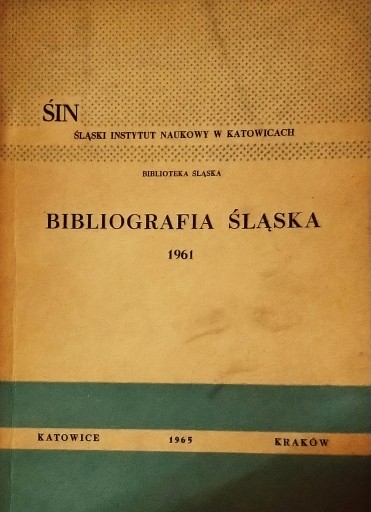 ŚIN
ŚLĄSKI INSTYTUT NAUKOWY W KATOWICACH
BIBLIOTEKA ŚLĄSKA
BIBLIOGRAFIA ŚLĄSKA
1961
KATOWICE 1965 KRAKÓW